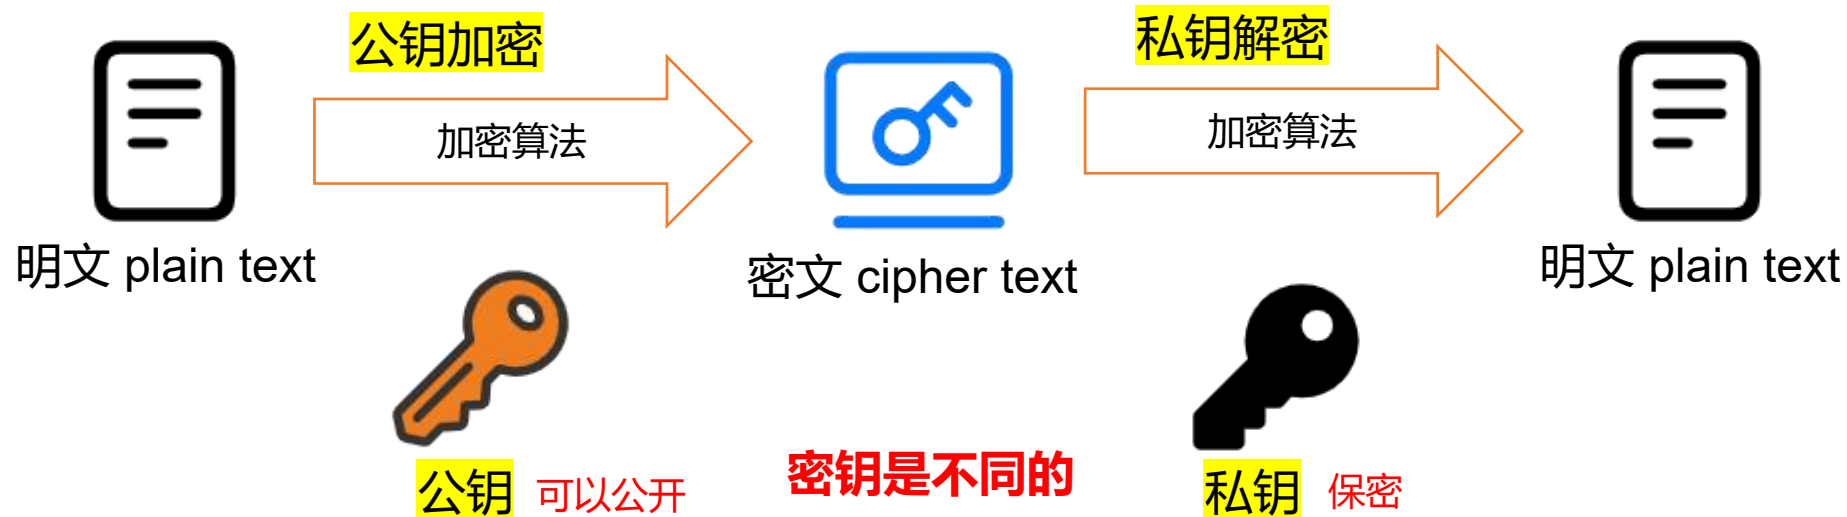 公钥加密
私钥解密
加密算法
加密算法
明文 plain text
密文 cipher text
明文 plain text
密钥是不同的
公钥 可以公开
私钥 保密